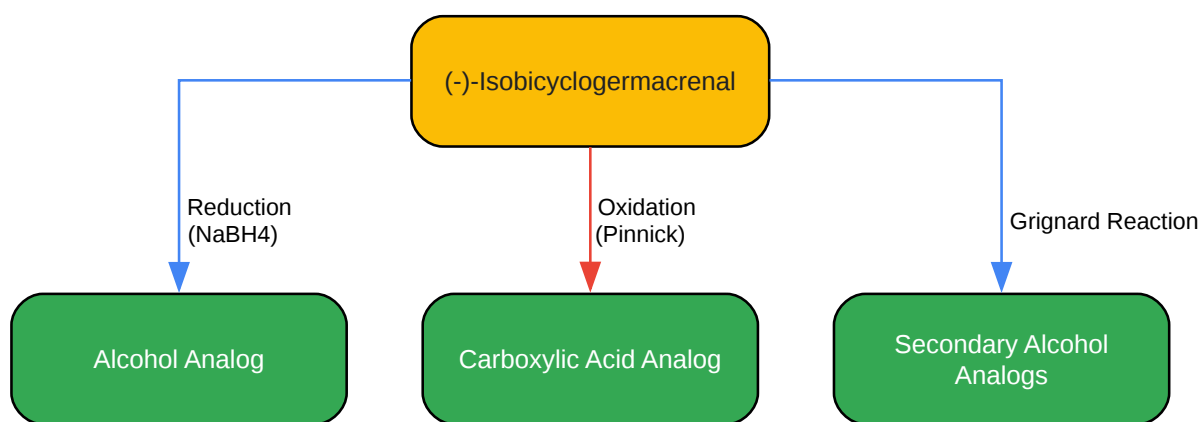 (-)-Isobicyclogermacrenal
Reduction
(NaBH4)
Oxidation
(Pinnick)
Grignard Reaction
Alcohol Analog
Carboxylic Acid Analog
Secondary Alcohol
Analogs